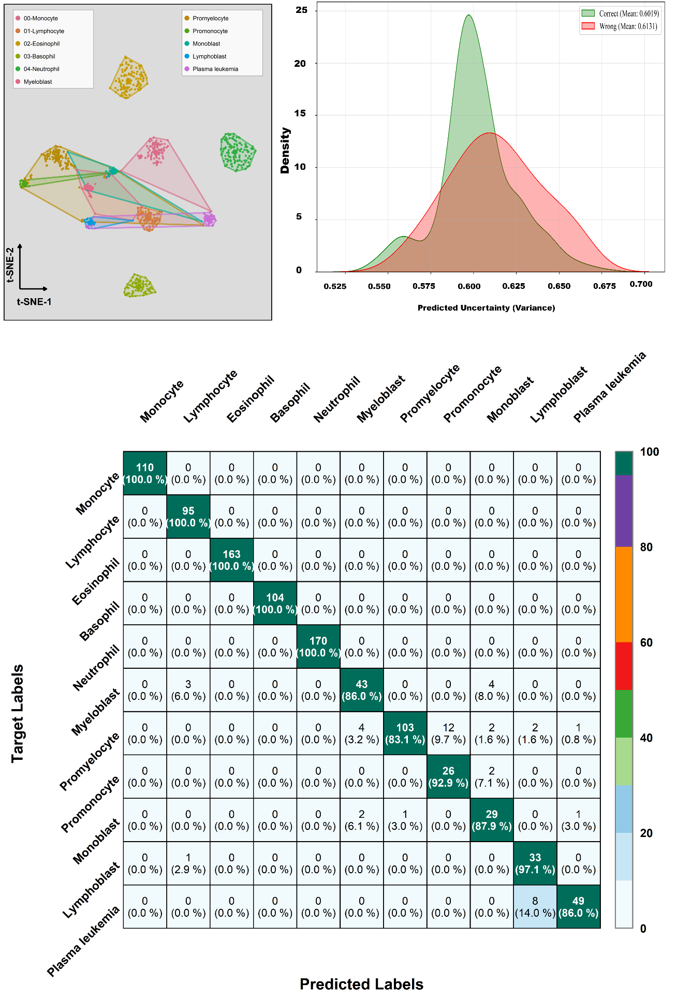 00-Monocyte
01-Lymphocyte
02-Eosinophil
03-Basophil
04-Neutrophil
Myeloblast
Promyelocyte
Promonocyte
Monoblast
Lymphoblast
Plasma leukemia
t-SNE-2
t-SNE-1
25
20
15
10
5
0
Density
Correct (Mean: 0.6019)
Wrong (Mean: 0.6131)
0.525 0.550 0.575 0.600 0.625 0.650 0.675 0.700
Predicted Uncertainty (Variance)
Monocyte
Lymphocyte
Eosinophil
Basophil
Neutrophil
Myeloblast
Promyelocyte
Promonocyte
Monoblast
Lymphoblast
Plasma leukemia
Target Labels
Monocyte
110 0 0 0 0 0 0 0 0 0 0
(100.0 %) (0.0 %) (0.0 %) (0.0 %) (0.0 %) (0.0 %) (0.0 %) (0.0 %) (0.0 %) (0.0 %) (0.0 %)
Lymphocyte
0 95 0 0 0 0 0 0 0 0 0
(0.0 %) (100.0 %) (0.0 %) (0.0 %) (0.0 %) (0.0 %) (0.0 %) (0.0 %) (0.0 %) (0.0 %) (0.0 %)
Eosinophil
0 0 163 0 0 0 0 0 0 0 0
(0.0 %) (0.0 %) (100.0 %) (0.0 %) (0.0 %) (0.0 %) (0.0 %) (0.0 %) (0.0 %) (0.0 %) (0.0 %)
Basophil
0 0 0 104 0 0 0 0 0 0 0
(0.0 %) (0.0 %) (0.0 %) (100.0 %) (0.0 %) (0.0 %) (0.0 %) (0.0 %) (0.0 %) (0.0 %) (0.0 %)
Neutrophil
0 0 0 0 170 0 0 0 0 0 0
(0.0 %) (0.0 %) (0.0 %) (0.0 %) (100.0 %) (0.0 %) (0.0 %) (0.0 %) (0.0 %) (0.0 %) (0.0 %)
Myeloblast
0 3 0 0 0 43 0 0 4 0 0
(0.0 %) (6.0 %) (0.0 %) (0.0 %) (0.0 %) (86.0 %) (0.0 %) (0.0 %) (8.0 %) (0.0 %) (0.0 %)
Promyelocyte
0 0 0 0 0 4 103 12 2 2 1
(0.0 %) (0.0 %) (0.0 %) (0.0 %) (0.0 %) (3.2 %) (83.1 %) (9.7 %) (1.6 %) (1.6 %) (0.8 %)
Promonocyte
0 0 0 0 0 0 0 26 2 0 0
(0.0 %) (0.0 %) (0.0 %) (0.0 %) (0.0 %) (0.0 %) (0.0 %) (92.9 %) (7.1 %) (0.0 %) (0.0 %)
Monoblast
0 0 0 0 0 2 1 0 29 0 1
(0.0 %) (0.0 %) (0.0 %) (0.0 %) (0.0 %) (6.1 %) (3.0 %) (0.0 %) (87.9 %) (0.0 %) (3.0 %)
Lymphoblast
0 1 0 0 0 0 0 0 0 33 0
(0.0 %) (2.9 %) (0.0 %) (0.0 %) (0.0 %) (0.0 %) (0.0 %) (0.0 %) (0.0 %) (97.1 %) (0.0 %)
Plasma leukemia
0 0 0 0 0 0 0 0 0 8 49
(0.0 %) (0.0 %) (0.0 %) (0.0 %) (0.0 %) (0.0 %) (0.0 %) (0.0 %) (0.0 %) (14.0 %) (86.0 %)
100
80
60
40
20
0
Predicted Labels